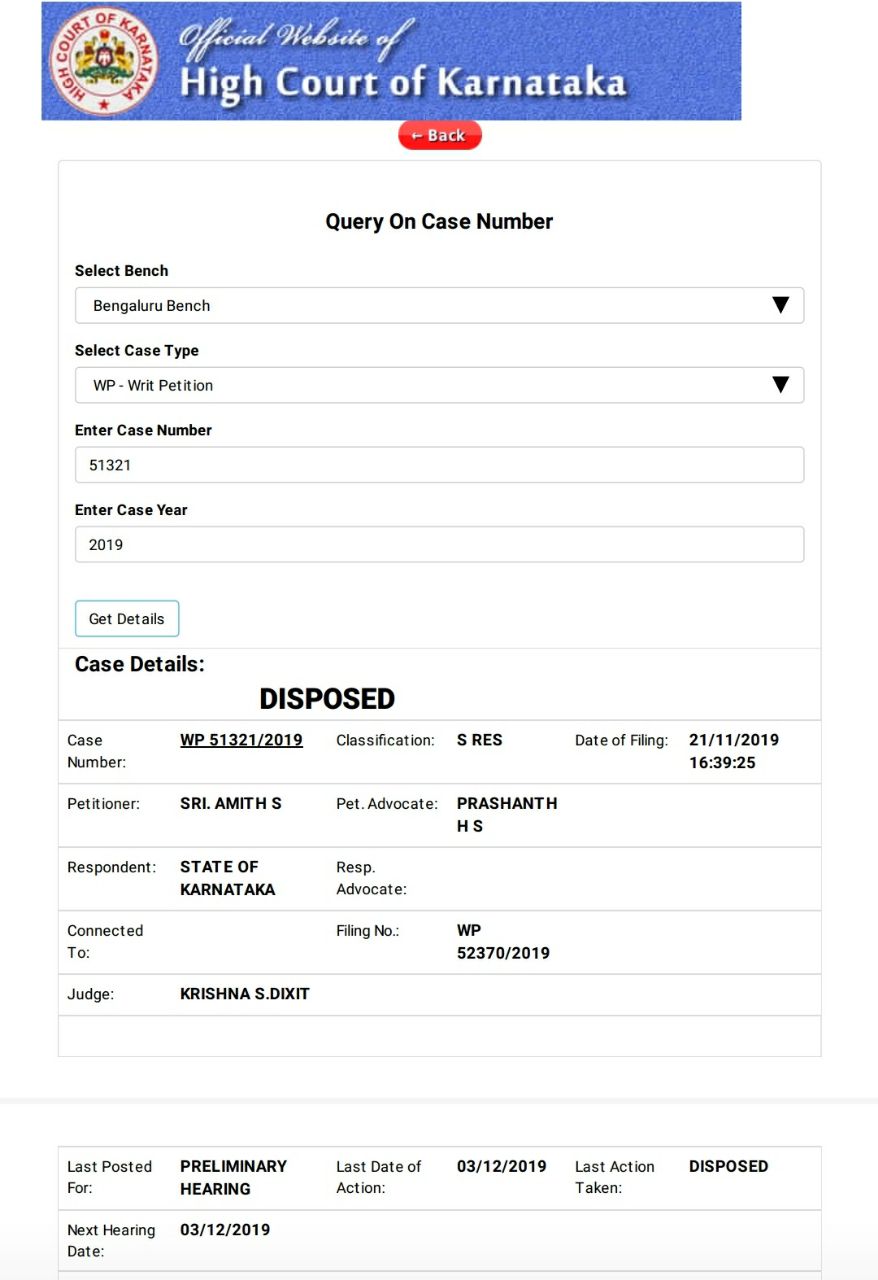 HIGH COURT OF KARNATAKA
Official Website of
High Court of Karnataka
← Back
Query On Case Number
Select Bench
Bengaluru Bench
Select Case Type
WP - Writ Petition
Enter Case Number
51321
Enter Case Year
2019
Get Details
Case Details:
DISPOSED
Case Number: WP 51321/2019 Classification: S RES Date of Filing: 21/11/2019 16:39:25
Petitioner: SRI. AMITH S Pet. Advocate: PRASHANTH H S
Respondent: STATE OF KARNATAKA Resp. Advocate:
Connected To: Filing No.: WP 52370/2019
Judge: KRISHNA S.DIXIT
Last Posted For: PRELIMINARY HEARING Last Date of Action: 03/12/2019 Last Action Taken: DISPOSED
Next Hearing Date: 03/12/2019